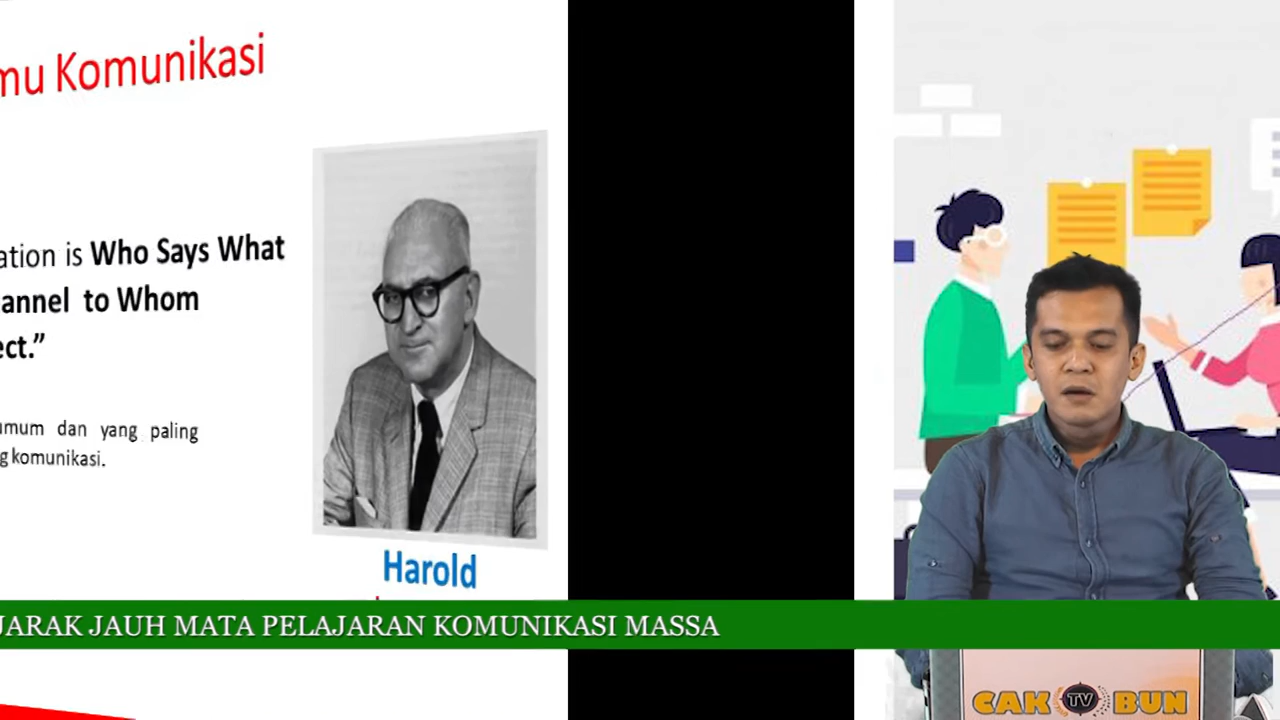 mu Komunikasi
ation is Who Says What
annel to Whom
ect.”
umum dan yang paling
g komunikasi.
Harold
JARAK JAUH MATA PELAJARAN KOMUNIKASI MASSA
CAK TV BUN